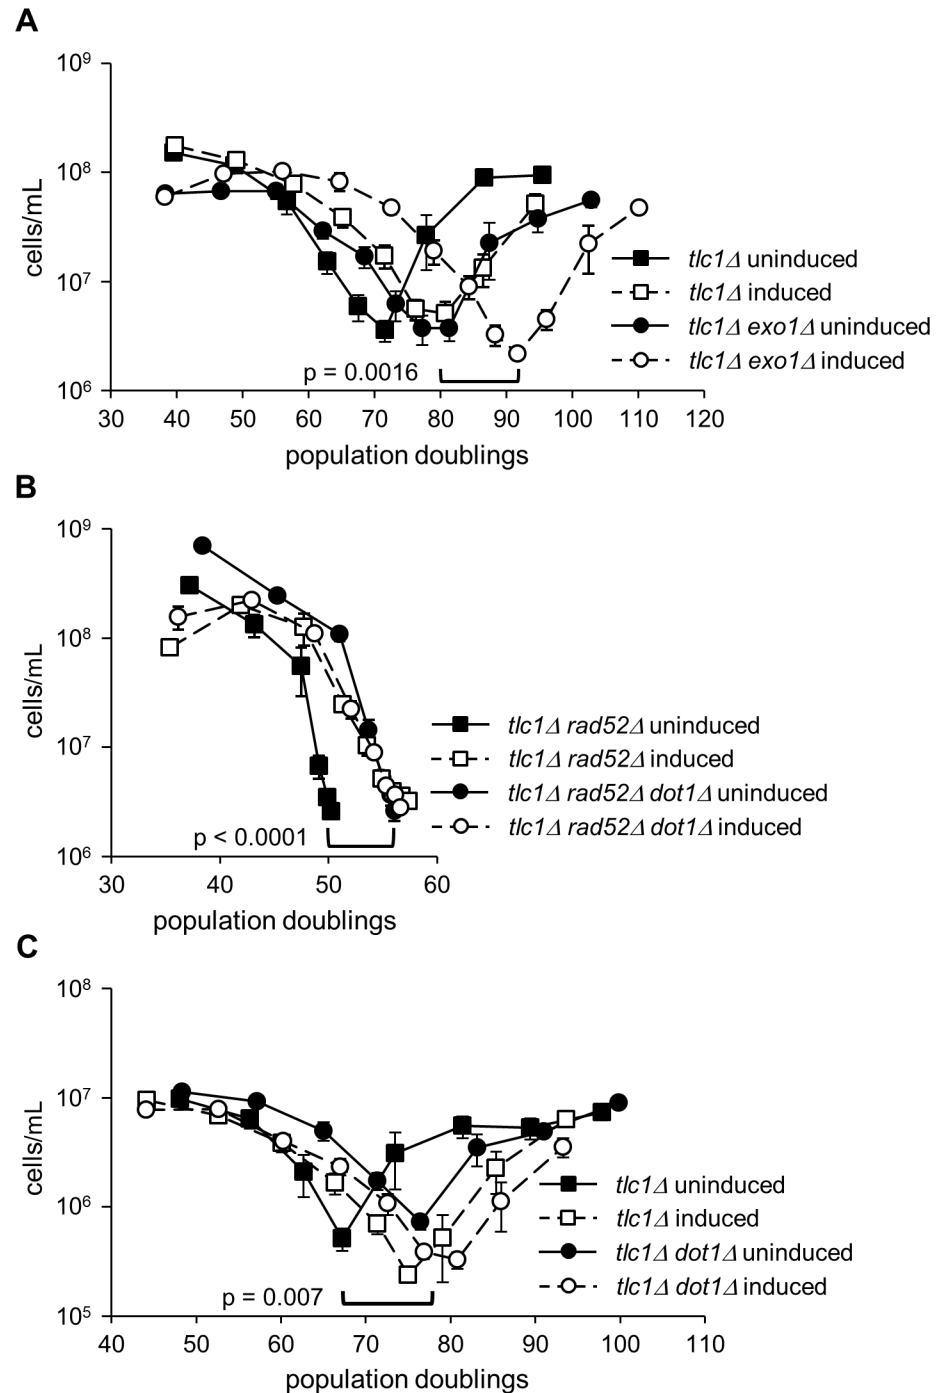 A
10⁹
10⁸
10⁷
10⁶
cells/mL
30 40 50 60 70 80 90 100 110 120
population doublings
p = 0.0016
tlc1Δ uninduced
tlc1Δ induced
tlc1Δ exo1Δ uninduced
tlc1Δ exo1Δ induced
B
10⁹
10⁸
10⁷
10⁶
cells/mL
30 40 50 60
population doublings
p < 0.0001
tlc1Δ rad52Δ uninduced
tlc1Δ rad52Δ induced
tlc1Δ rad52Δ dot1Δ uninduced
tlc1Δ rad52Δ dot1Δ induced
C
10⁸
10⁷
10⁶
10⁵
cells/mL
40 50 60 70 80 90 100 110
population doublings
p = 0.007
tlc1Δ uninduced
tlc1Δ induced
tlc1Δ dot1Δ uninduced
tlc1Δ dot1Δ induced